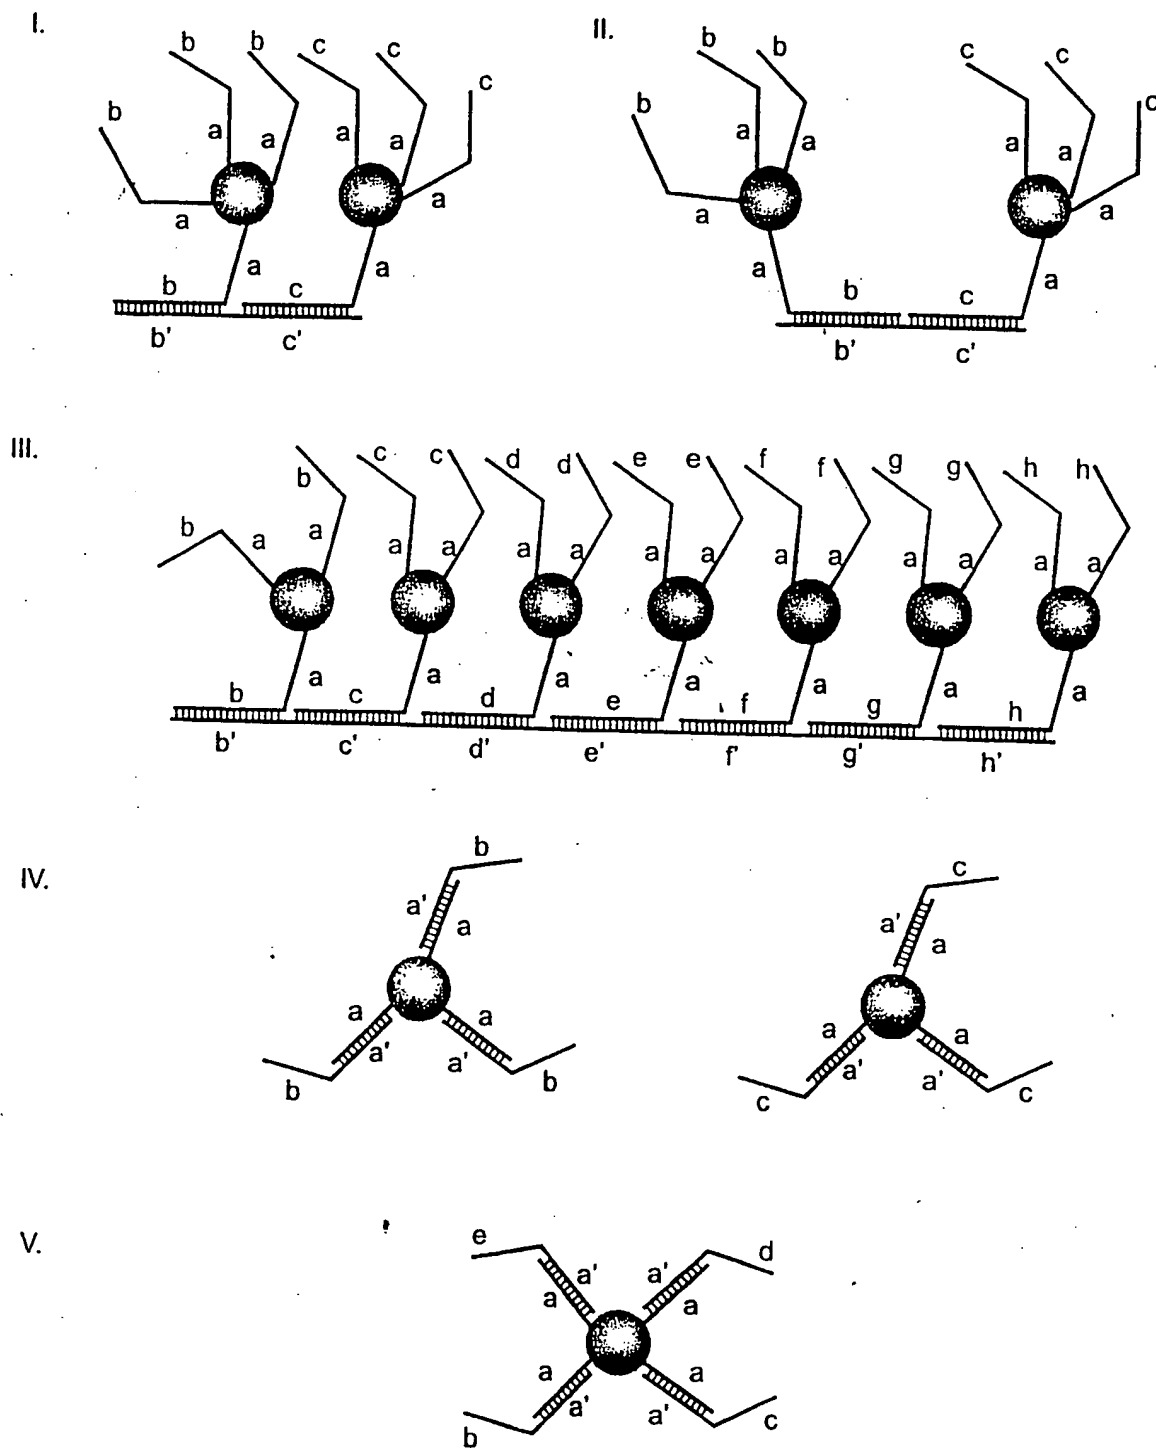 I. II.
b b c c c b b b c c c
a a a a a a a a a a a a
a a a a
b c b c
b' c' b' c'
III.
b b c c d d e e f f g g h h
a a a a a a a a a a a a a a
a a a a a a a
b c d e f g h
b' c' d' e' f' g' h'
IV.
b c
a' a a' a
a a a a
a' a' a' a'
b b c c
V.
e d
a' a'
a a
a a
a' a'
b c